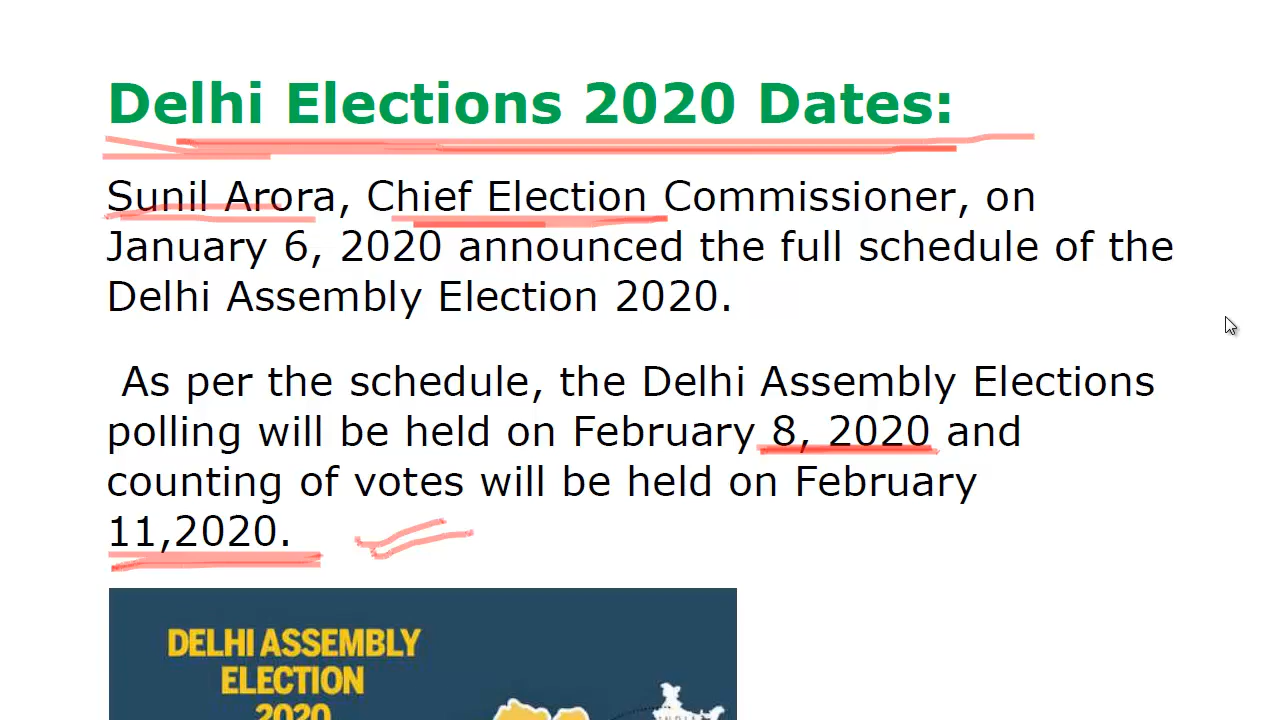 Delhi Elections 2020 Dates:
Sunil Arora, Chief Election Commissioner, on
January 6, 2020 announced the full schedule of the
Delhi Assembly Election 2020.
As per the schedule, the Delhi Assembly Elections
polling will be held on February 8, 2020 and
counting of votes will be held on February
11,2020.
DELHI ASSEMBLY
ELECTION
2020
INDIA